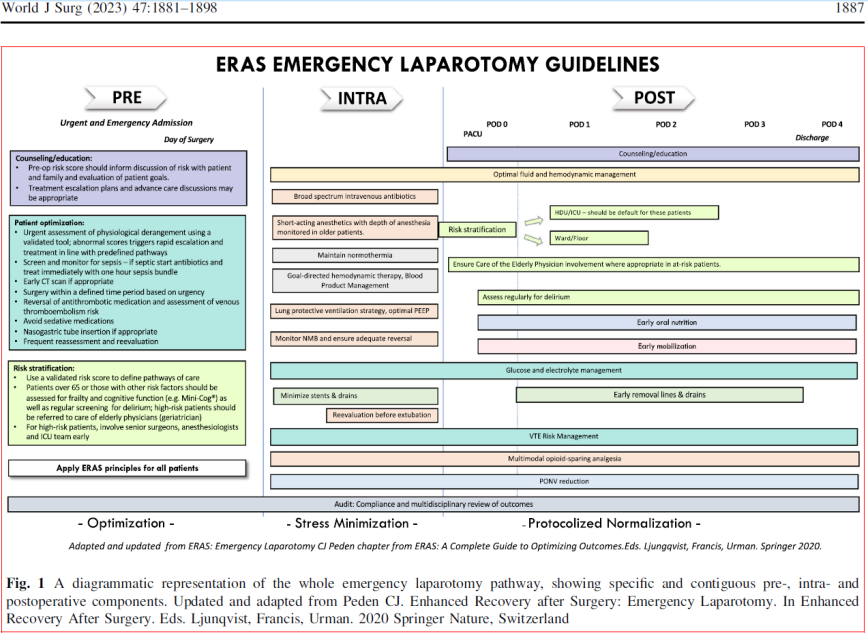 World J Surg (2023) 47:1881–1898
1887
ERAS EMERGENCY LAPAROTOMY GUIDELINES
PRE
INTRA
POST
Urgent and Emergency Admission
Day of Surgery
POD 0
POD 1
POD 2
POD 3
POD 4
PACU
Discharge
Counseling/education:
• Pre-op risk score should inform discussion of risk with patient
and family and evaluation of patient goals.
• Treatment escalation plans and advance care discussions may
be appropriate
Patient optimization:
• Urgent assessment of physiological derangement using a
validated tool; abnormal scores triggers rapid escalation and
treatment in line with predefined pathways
• Screen and monitor for sepsis – if septic start antibiotics and
treat immediately with one hour sepsis bundle
• Early CT scan if appropriate
• Surgery within a defined time period based on urgency
• Reversal of antithrombotic medication and assessment of venous
thromboembolism risk
• Avoid sedative medications
• Nasogastric tube insertion if appropriate
• Frequent reassessment and reevaluation
Risk stratification:
• Use a validated risk score to define pathways of care
• Patients over 65 or those with other risk factors should be
assessed for frailty and cognitive function (e.g. Mini-Cog*) as
well as regular screening for delirium; high-risk patients should
be referred to care of elderly physicians (geriatrician)
• For high-risk patients, involve senior surgeons, anesthesiologists
and ICU team early
Apply ERAS principles for all patients
Counseling/education
Optimal fluid and hemodynamic management
Broad spectrum intravenous antibiotics
Short-acting anesthetics with depth of anesthesia
monitored in older patients.
Maintain normothermia
Goal-directed hemodynamic therapy, Blood
Product Management
Lung protective ventilation strategy, optimal PEEP
Monitor NMB and ensure adequate reversal
Risk stratification
HDU/ICU – should be default for these patients
Ward/Floor
Ensure Care of the Elderly Physician involvement where appropriate in at-risk patients.
Assess regularly for delirium
Early oral nutrition
Early mobilization
Glucose and electrolyte management
Minimize stents & drains
Early removal lines & drains
Reevaluation before extubation
VTE Risk Management
Multimodal opioid-sparing analgesia
PONV reduction
Audit: Compliance and multidisciplinary review of outcomes
- Optimization -
- Stress Minimization -
- Protocolized Normalization -
Adapted and updated from ERAS: Emergency Laparotomy CJ Peden chapter from ERAS: A Complete Guide to Optimizing Outcomes.Eds. Ljungqvist, Francis, Urman. Springer 2020.
Fig. 1 A diagrammatic representation of the whole emergency laparotomy pathway, showing specific and contiguous pre-, intra- and
postoperative components. Updated and adapted from Peden CJ. Enhanced Recovery after Surgery: Emergency Laparotomy. In Enhanced
Recovery After Surgery. Eds. Ljunqvist, Francis, Urman. 2020 Springer Nature, Switzerland